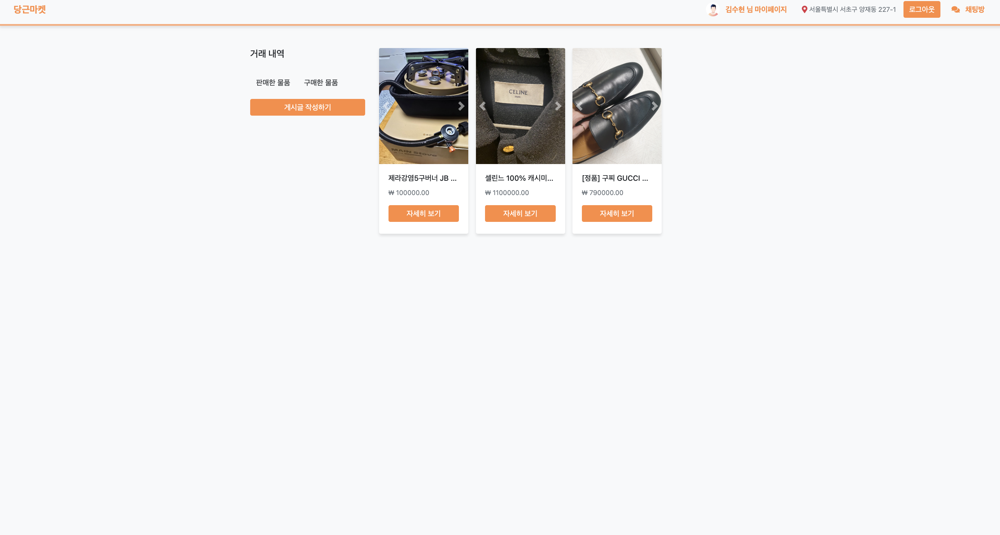 당근마켓
김수현 님 마이페이지
서울특별시 서초구 양재동 227-1
로그아웃
채팅방
거래 내역
판매한 물품
구매한 물품
게시글 작성하기
MAIN Stove
CELINE
PARIS
제라강염5구버너 JB ...
₩ 100000.00
자세히 보기
셀린느 100% 캐시미...
₩ 1100000.00
자세히 보기
[정품] 구찌 GUCCI ...
₩ 790000.00
자세히 보기